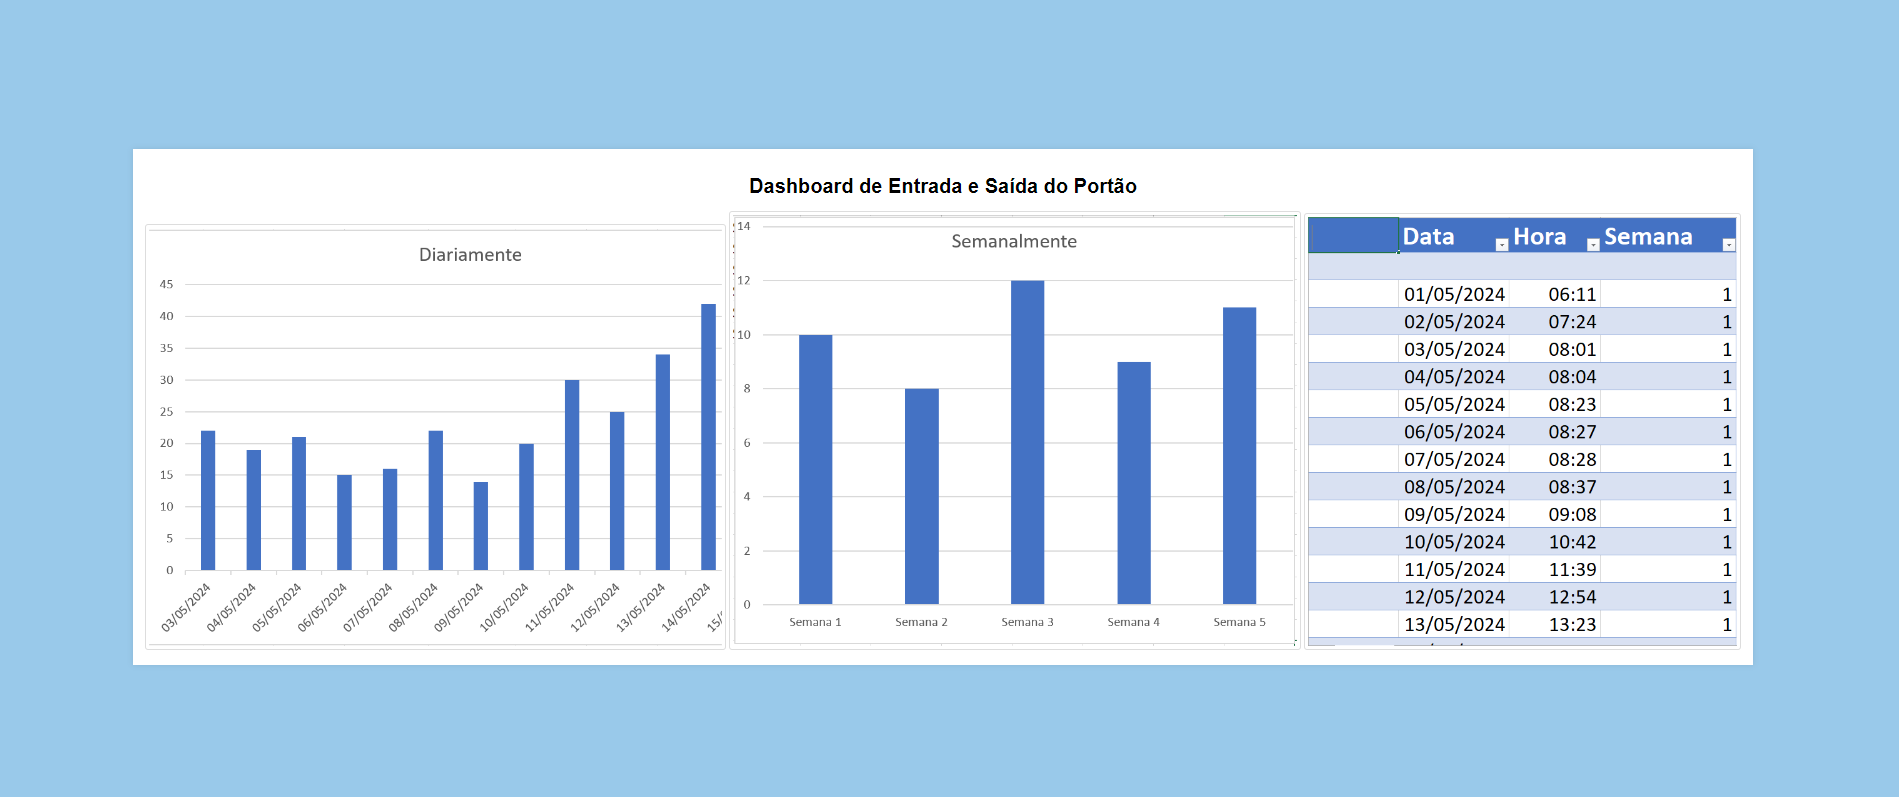 Dashboard de Entrada e Saída do Portão
Diariamente
45
40
35
30
25
20
15
10
5
0
03/05/2024
04/05/2024
05/05/2024
06/05/2024
07/05/2024
08/05/2024
09/05/2024
10/05/2024
11/05/2024
12/05/2024
13/05/2024
14/05/2024
Semanalmente
14
12
10
8
6
4
2
0
Semana 1 Semana 2 Semana 3 Semana 4 Semana 5
Data Hora Semana
01/05/2024 06:11 1
02/05/2024 07:24 1
03/05/2024 08:01 1
04/05/2024 08:04 1
05/05/2024 08:23 1
06/05/2024 08:27 1
07/05/2024 08:28 1
08/05/2024 08:37 1
09/05/2024 09:08 1
10/05/2024 10:42 1
11/05/2024 11:39 1
12/05/2024 12:54 1
13/05/2024 13:23 1